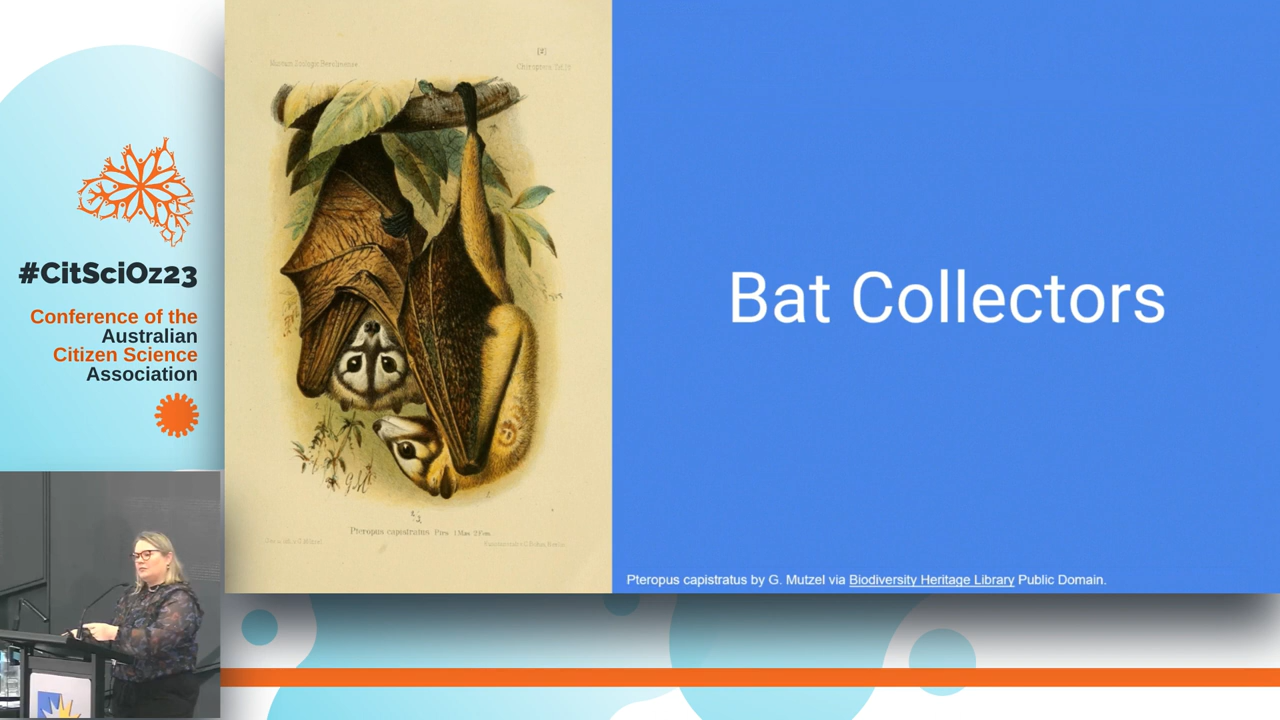 #CitSciOz23
Conference of the
Australian
Citizen Science
Association
[2]
Pteropus capistratus
Bat Collectors
Pteropus capistratus by G. Mutzel via Biodiversity Heritage Library Public Domain.